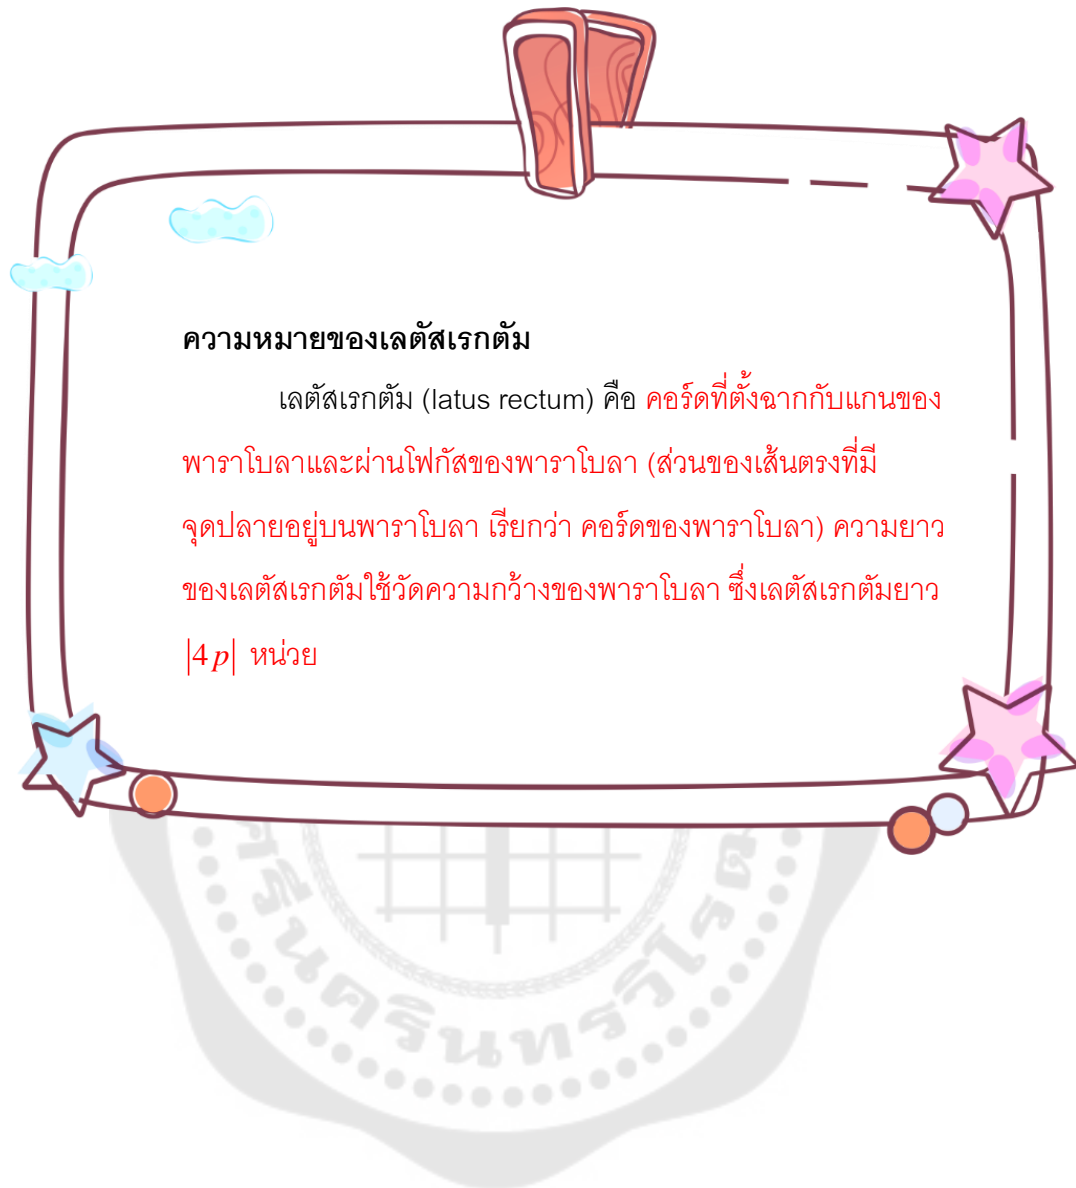 ความหมายของเลตัสเรกตัม
เลตัสเรกตัม (latus rectum) คือ คอร์ดที่ตั้งฉากกับแกนของ
พาราโบลาและผ่านโฟกัสของพาราโบลา (ส่วนของเส้นตรงที่มี
จุดปลายอยู่บนพาราโบลา เรียกว่า คอร์ดของพาราโบลา) ความยาว
ของเลตัสเรกตัมใช้วัดความกว้างของพาราโบลา ซึ่งเลตัสเรกตัมยาว
|4p| หน่วย